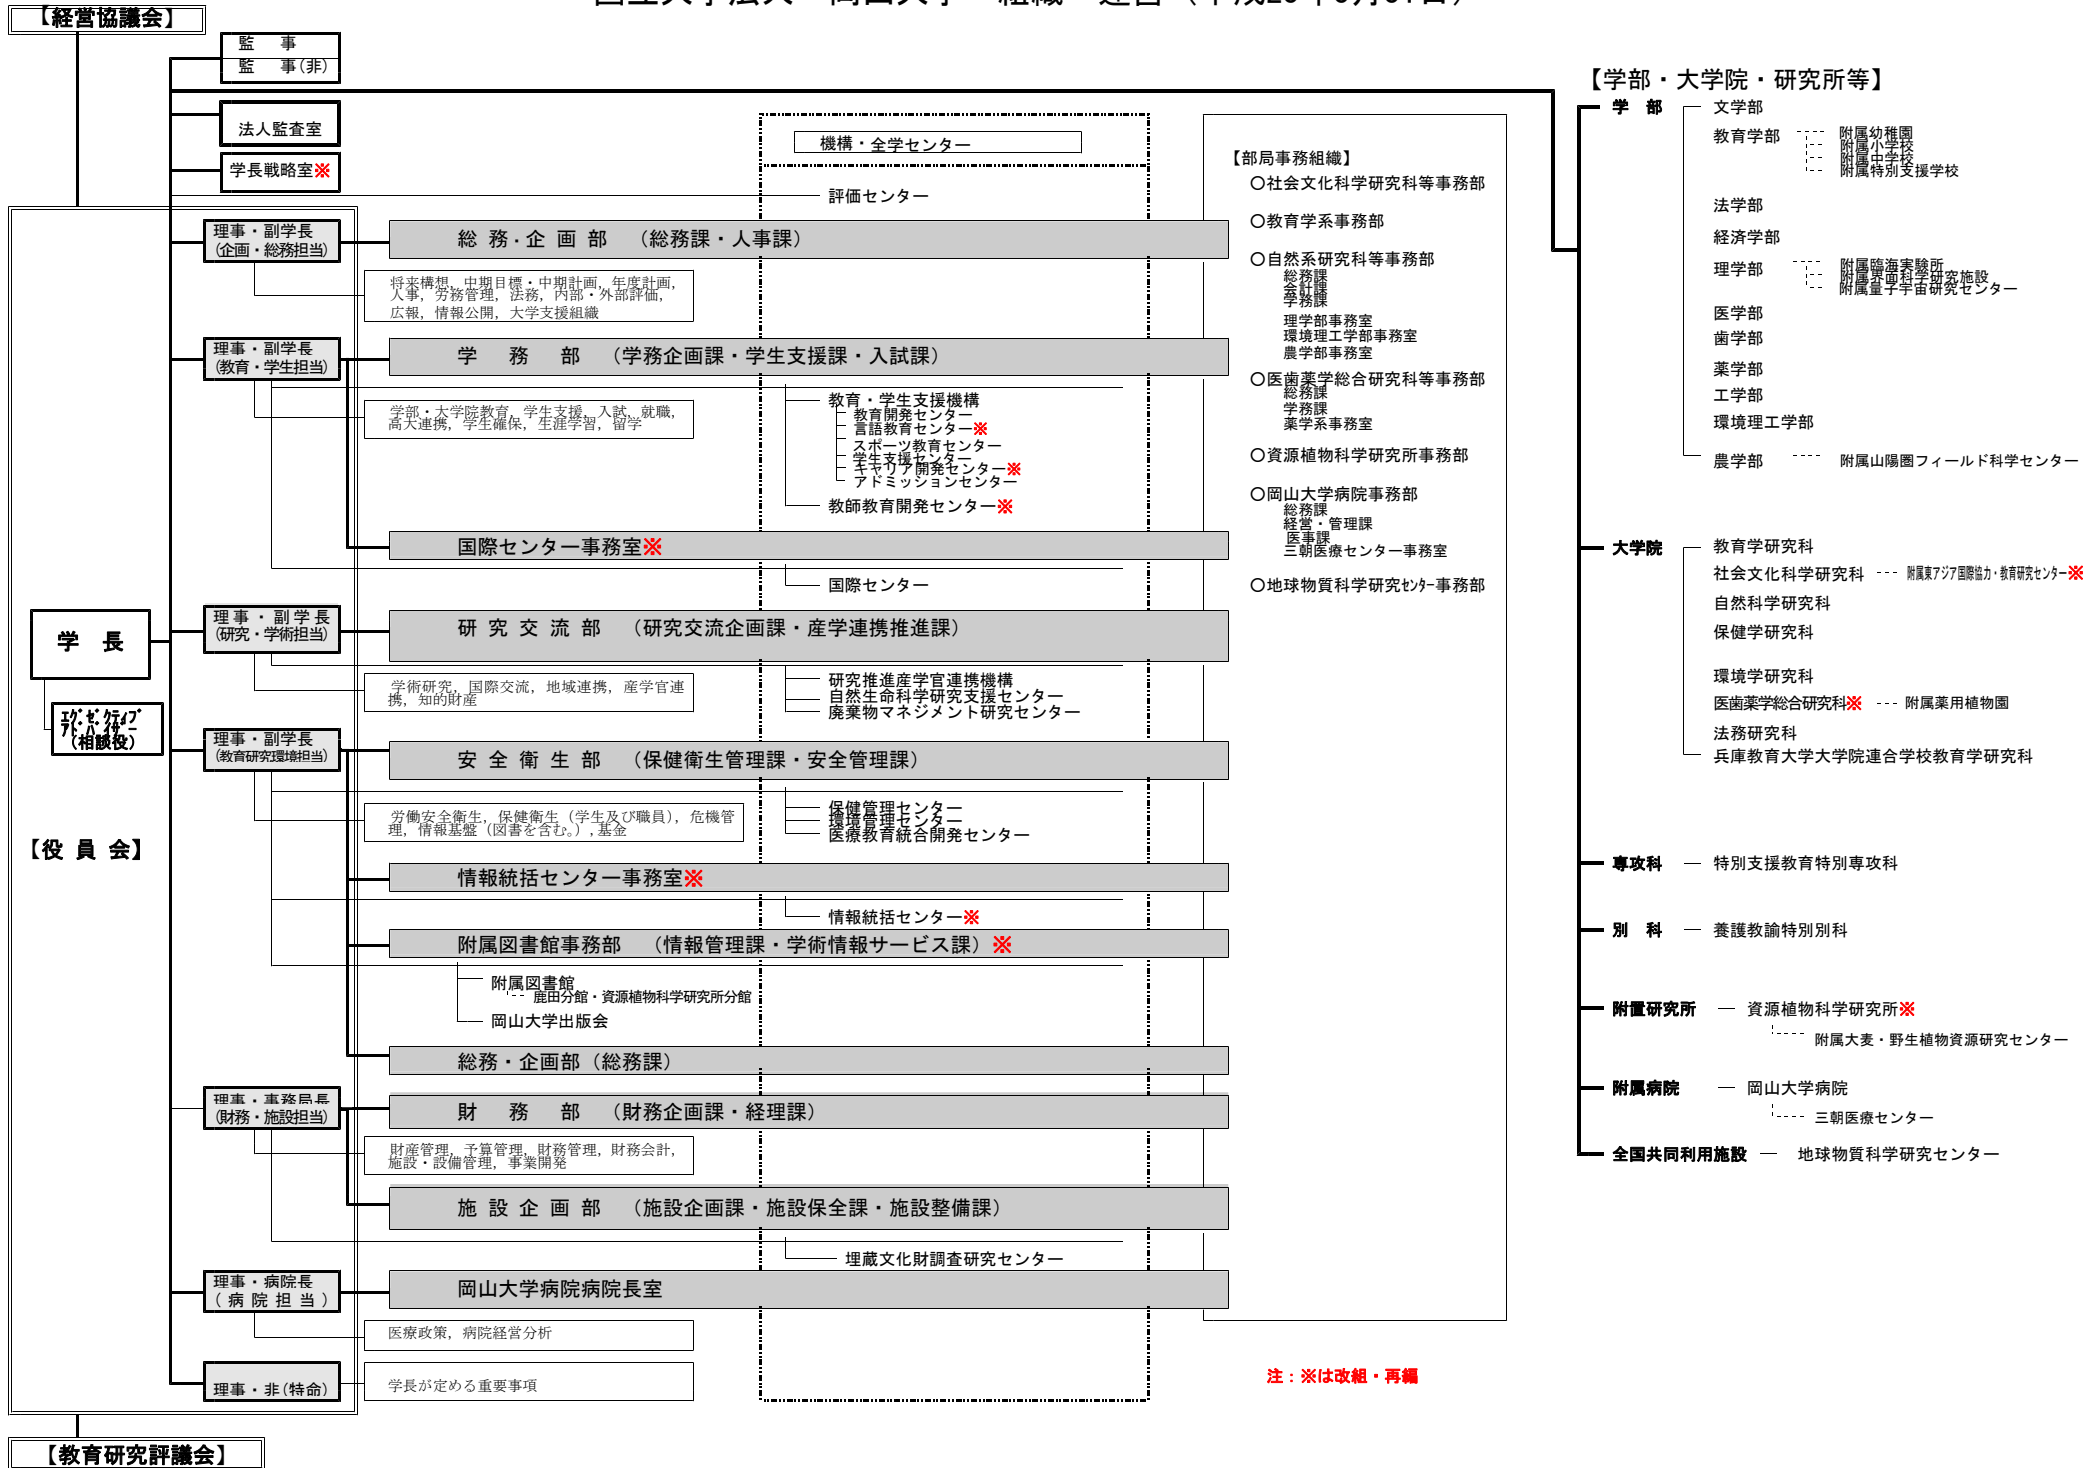 【経営協議会】
監　事
監　事(非)
法人監査室
学長戦略室※
機構・全学センター
評価センター
理事・副学長
(企画・総務担当)
総務・企画部　（総務課・人事課）
将来構想，中期目標・中期計画，年度計画，
人事，労務管理，法務，内部・外部評価，
広報，情報公開，大学支援組織
理事・副学長
(教育・学生担当)
学　務　部　（学務企画課・学生支援課・入試課）
学部・大学院教育，学生支援，入試，就職，
高大連携，学生確保，生涯学習，留学
教育・学生支援機構
教育開発センター
言語教育センター※
スポーツ教育センター
学生支援センター
キャリア開発センター※
アドミッションセンター
教師教育開発センター※
国際センター事務室※
国際センター
学　長
エグゼクティブ
アドバイザー
（相談役）
【役 員 会】
理事・副学長
(研究・学術担当)
研究交流部　（研究交流企画課・産学連携推進課）
学術研究，国際交流，地域連携，産学官連
携，知的財産
研究推進産学官連携機構
自然生命科学研究支援センター
廃棄物マネジメント研究センター
理事・副学長
(教育研究環境担当)
安全衛生部　（保健衛生管理課・安全管理課）
労働安全衛生，保健衛生（学生及び職員），危機管
理，情報基盤（図書を含む。），基金
保健管理センター
環境管理センター
医療教育統合開発センター
情報統括センター事務室※
情報統括センター※
附属図書館事務部　（情報管理課・学術情報サービス課）※
附属図書館
鹿田分館・資源植物科学研究所分館
岡山大学出版会
総務・企画部（総務課）
理事・事務局長
(財務・施設担当)
財　務　部　（財務企画課・経理課）
財産管理，予算管理，財務管理，財務会計，
施設・設備管理，事業開発
施設企画部　（施設企画課・施設保全課・施設整備課）
埋蔵文化財調査研究センター
理事・病院長
(病院担当)
岡山大学病院病院長室
医療政策，病院経営分析
理事・非(特命)
学長が定める重要事項
【教育研究評議会】
【部局事務組織】
○社会文化科学研究科等事務部
○教育学系事務部
○自然系研究科等事務部
総務課
会計課
学務課
理学部事務室
環境理工学部事務室
農学部事務室
○医歯薬学総合研究科等事務部
総務課
学務課
薬学系事務室
○資源植物科学研究所事務部
○岡山大学病院事務部
総務課
経営・管理課
医事課
三朝医療センター事務室
○地球物質科学研究センター事務部
注：※は改組・再編
【学部・大学院・研究所等】
学　部
文学部
教育学部
附属幼稚園
附属小学校
附属中学校
附属特別支援学校
法学部
経済学部
理学部
附属臨海実験所
附属界面科学研究施設
附属量子宇宙研究センター
医学部
歯学部
薬学部
工学部
環境理工学部
農学部
附属山陽圏フィールド科学センター
大学院
教育学研究科
社会文化科学研究科
附属東アジア国際協力・教育研究センター※
自然科学研究科
保健学研究科
環境学研究科
医歯薬学総合研究科※
附属薬用植物園
法務研究科
兵庫教育大学大学院連合学校教育学研究科
専攻科
特別支援教育特別専攻科
別　科
養護教諭特別別科
附置研究所
資源植物科学研究所※
附属大麦・野生植物資源研究センター
附属病院
岡山大学病院
三朝医療センター
全国共同利用施設
地球物質科学研究センター